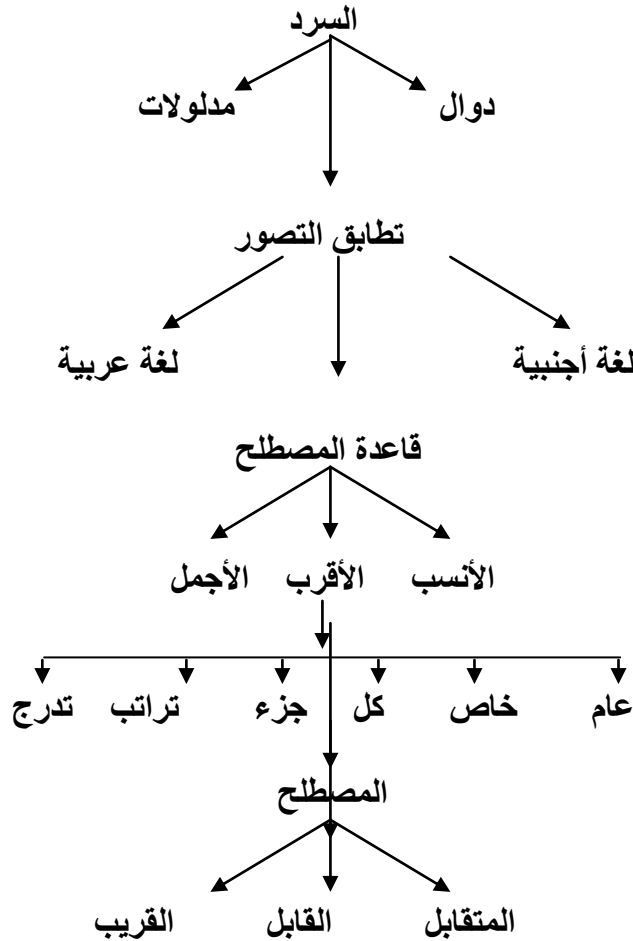 السرد
دوال مدلولات
تطابق التصور
لغة أجنبية لغة عربية
قاعدة المصطلح
الأنسب الأقرب الأجمل
عام خاص كل جزء تراتب تدرج
المصطلح
المتقابل القابل القريب